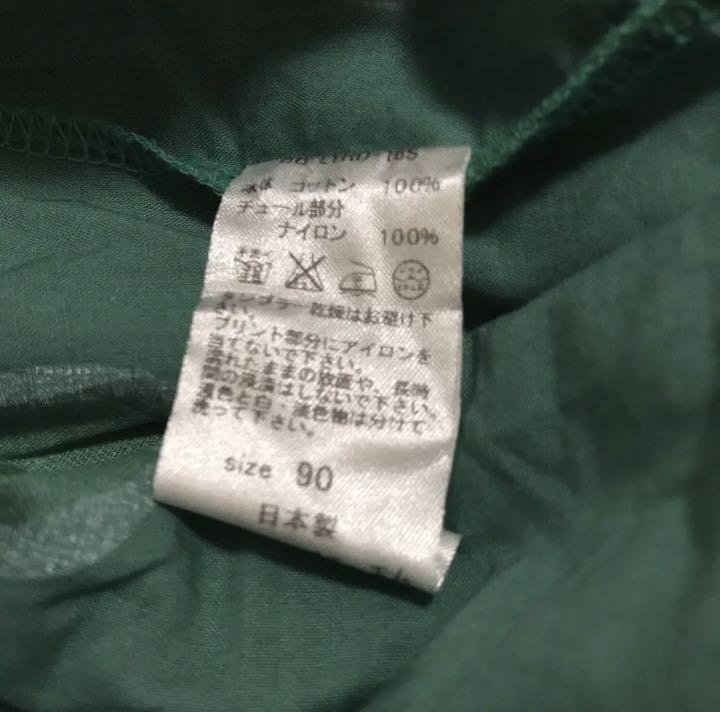 本体 コットン 100%
チュール部分
ナイロン 100%
タンブラー乾燥はお避け下
さい。
プリント部分にアイロンを
当てないで下さい。
濡れたままの放置や、長時
間の浸漬はしないで下さい。
濃色と白・淡色物は分けて
洗って下さい。
size 90
日本製